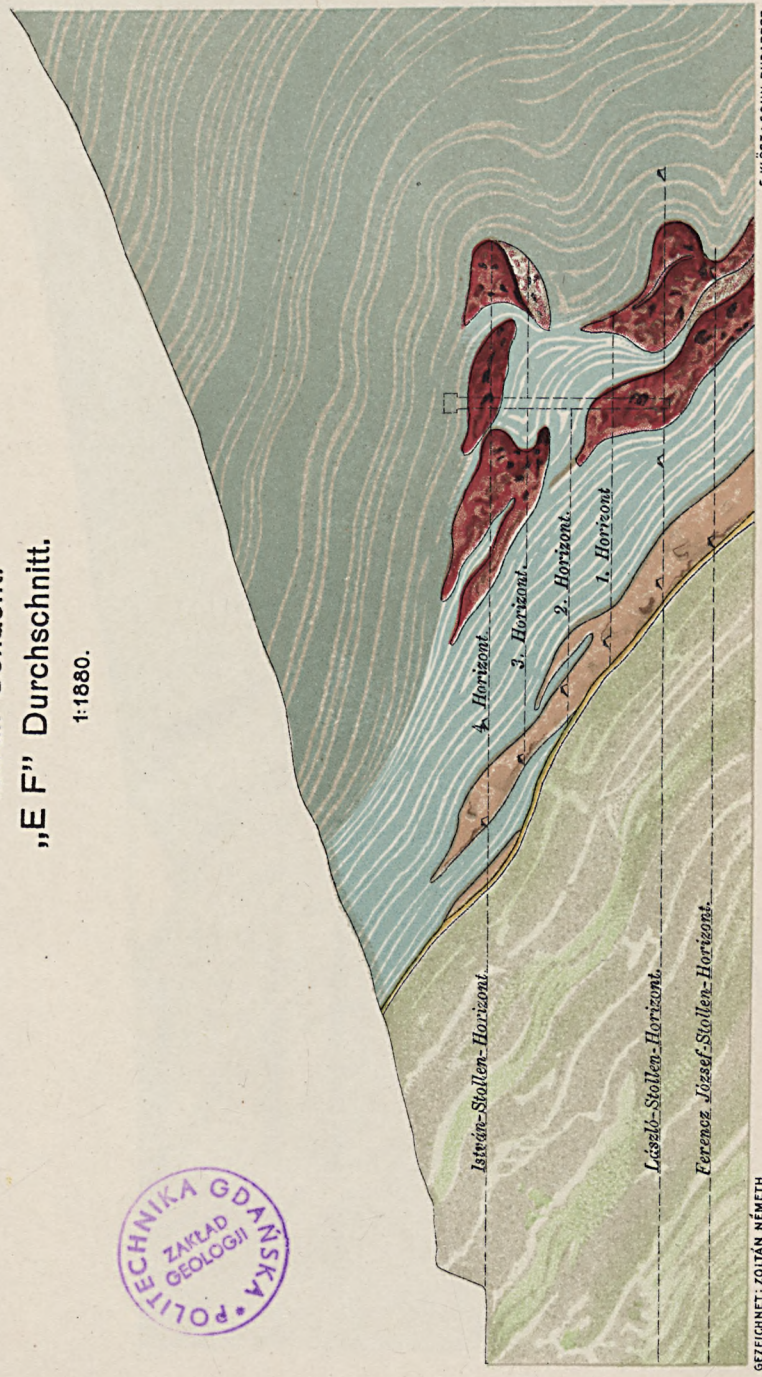 „E F” Durchschnitt.
1:1880.
POLITECHNIKA GDAŃSKA
ZAKŁAD
GEOLOGJI
István-Stollen-Horizont.
4. Horizont.
3. Horizont.
2. Horizont.
1. Horizont
László-Stollen-Horizont.
Ferencz József-Stollen-Horizont.
GEZEICHNET: ZOLTÁN NÉMETH